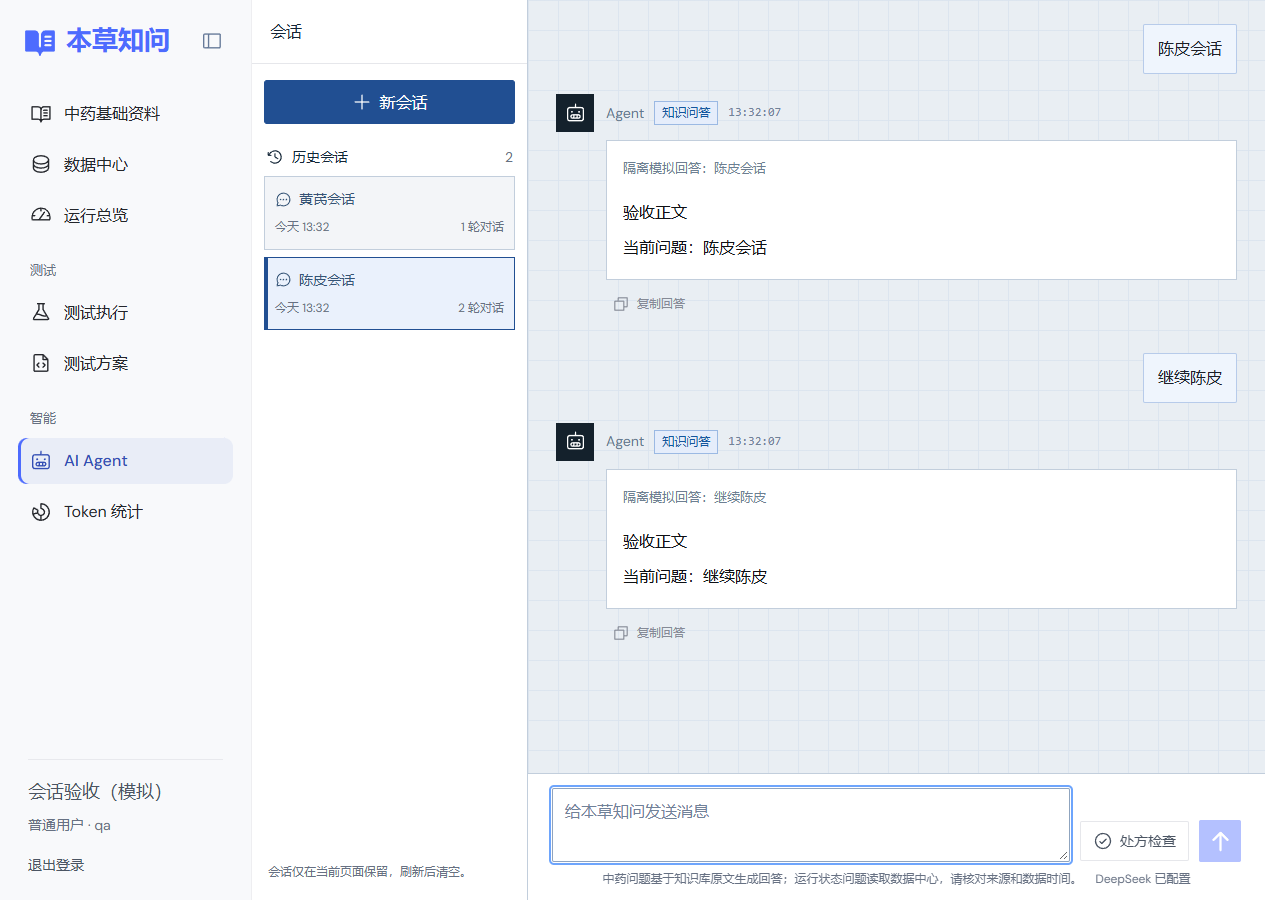 本草知问
中药基础资料
数据中心
运行总览
测试
测试执行
测试方案
智能
AI Agent
Token 统计
会话验收（模拟）
普通用户 · qa
退出登录
会话
新会话
历史会话 2
黄芪会话
今天 13:32 1 轮对话
陈皮会话
今天 13:32 2 轮对话
会话仅在当前页面保留，刷新后清空。
陈皮会话
Agent 知识问答 13:32:07
隔离模拟回答：陈皮会话
验收正文
当前问题：陈皮会话
复制回答
继续陈皮
Agent 知识问答 13:32:07
隔离模拟回答：继续陈皮
验收正文
当前问题：继续陈皮
复制回答
给本草知问发送消息
处方检查
中药问题基于知识库原文生成回答；运行状态问题读取数据中心，请核对来源和数据时间。 DeepSeek 已配置